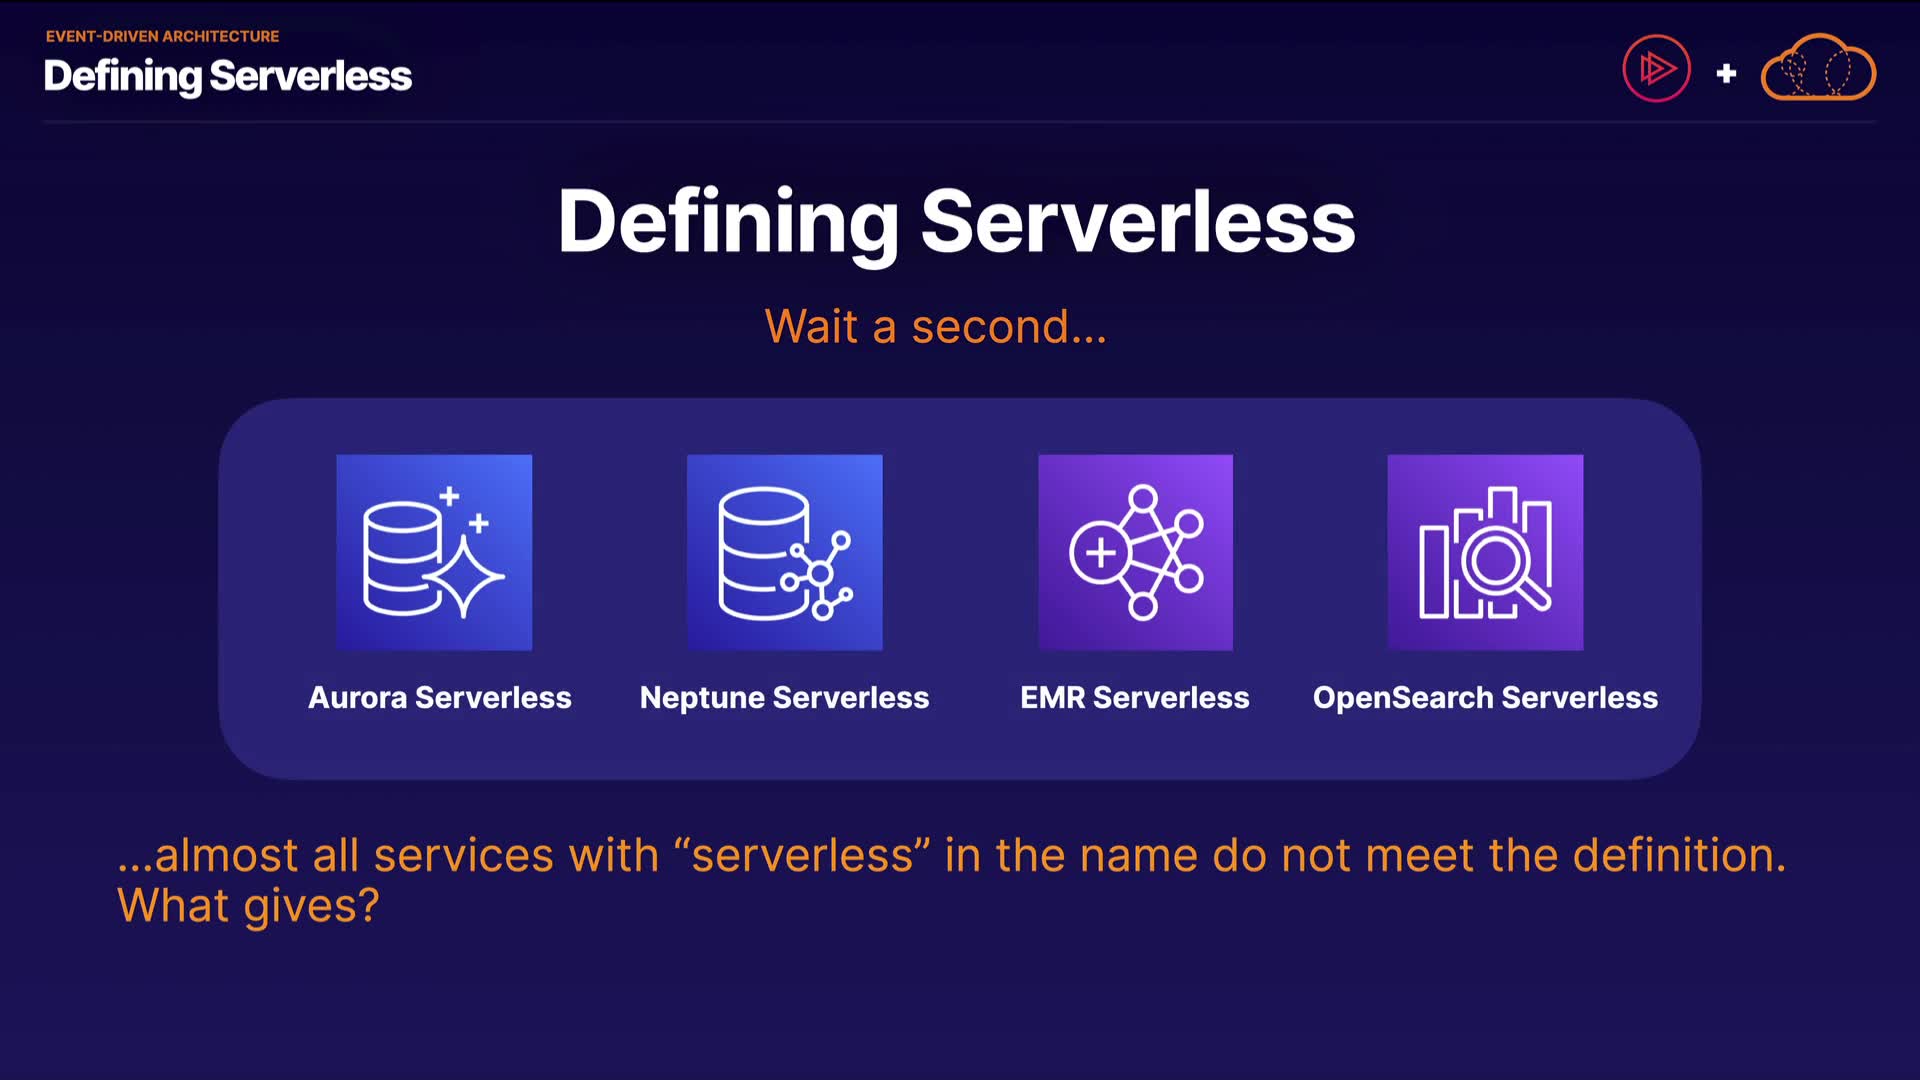 EVENT-DRIVEN ARCHITECTURE
Defining Serverless
Defining Serverless
Wait a second...
Aurora Serverless
Neptune Serverless
EMR Serverless
OpenSearch Serverless
...almost all services with “serverless” in the name do not meet the definition.
What gives?